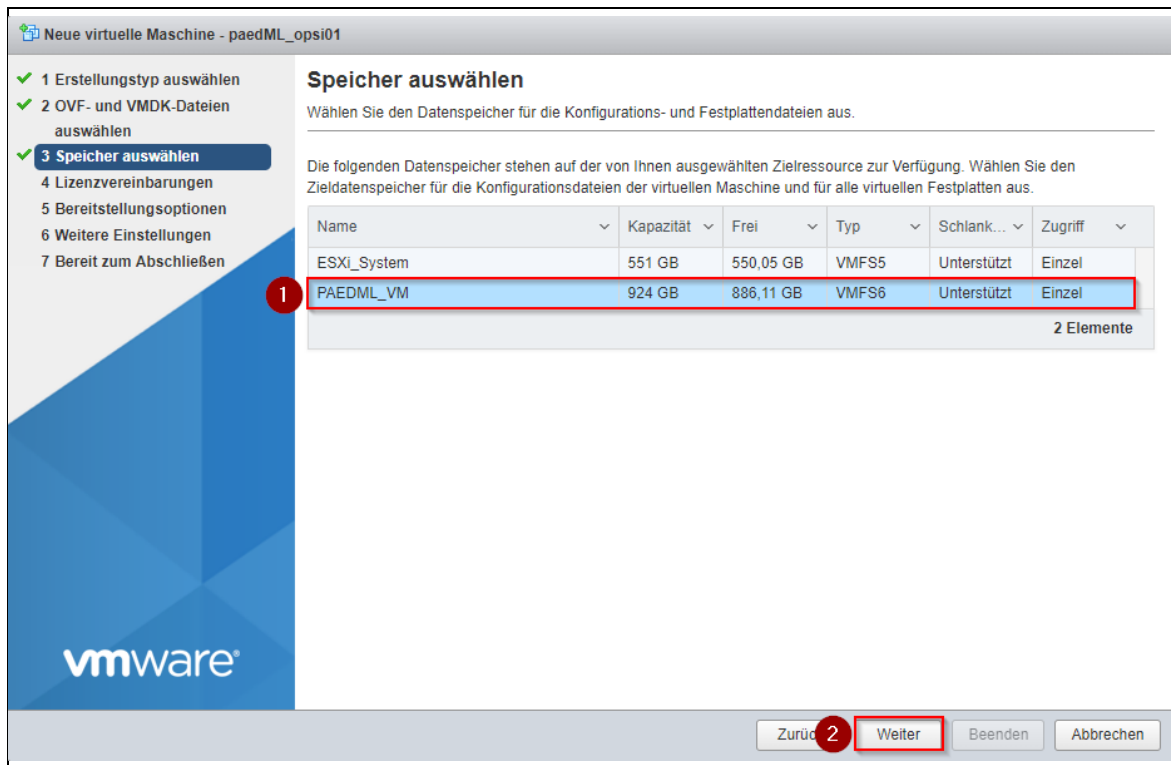 Neue virtuelle Maschine - paedML_opsi01
1 Erstellungstyp auswählen
2 OVF- und VMDK-Dateien
auswählen
3 Speicher auswählen
4 Lizenzvereinbarungen
5 Bereitstellungsoptionen
6 Weitere Einstellungen
7 Bereit zum Abschließen
vmware®
Speicher auswählen
Wählen Sie den Datenspeicher für die Konfigurations- und Festplattendateien aus.
Die folgenden Datenspeicher stehen auf der von Ihnen ausgewählten Zielressource zur Verfügung. Wählen Sie den
Zieldatenspeicher für die Konfigurationsdateien der virtuellen Maschine und für alle virtuellen Festplatten aus.
Name Kapazität Frei Typ Schlank... Zugriff
ESXi_System 551 GB 550,05 GB VMFS5 Unterstützt Einzel
1 PAEDML_VM 924 GB 886,11 GB VMFS6 Unterstützt Einzel
2 Elemente
Zurüc 2 Weiter Beenden Abbrechen